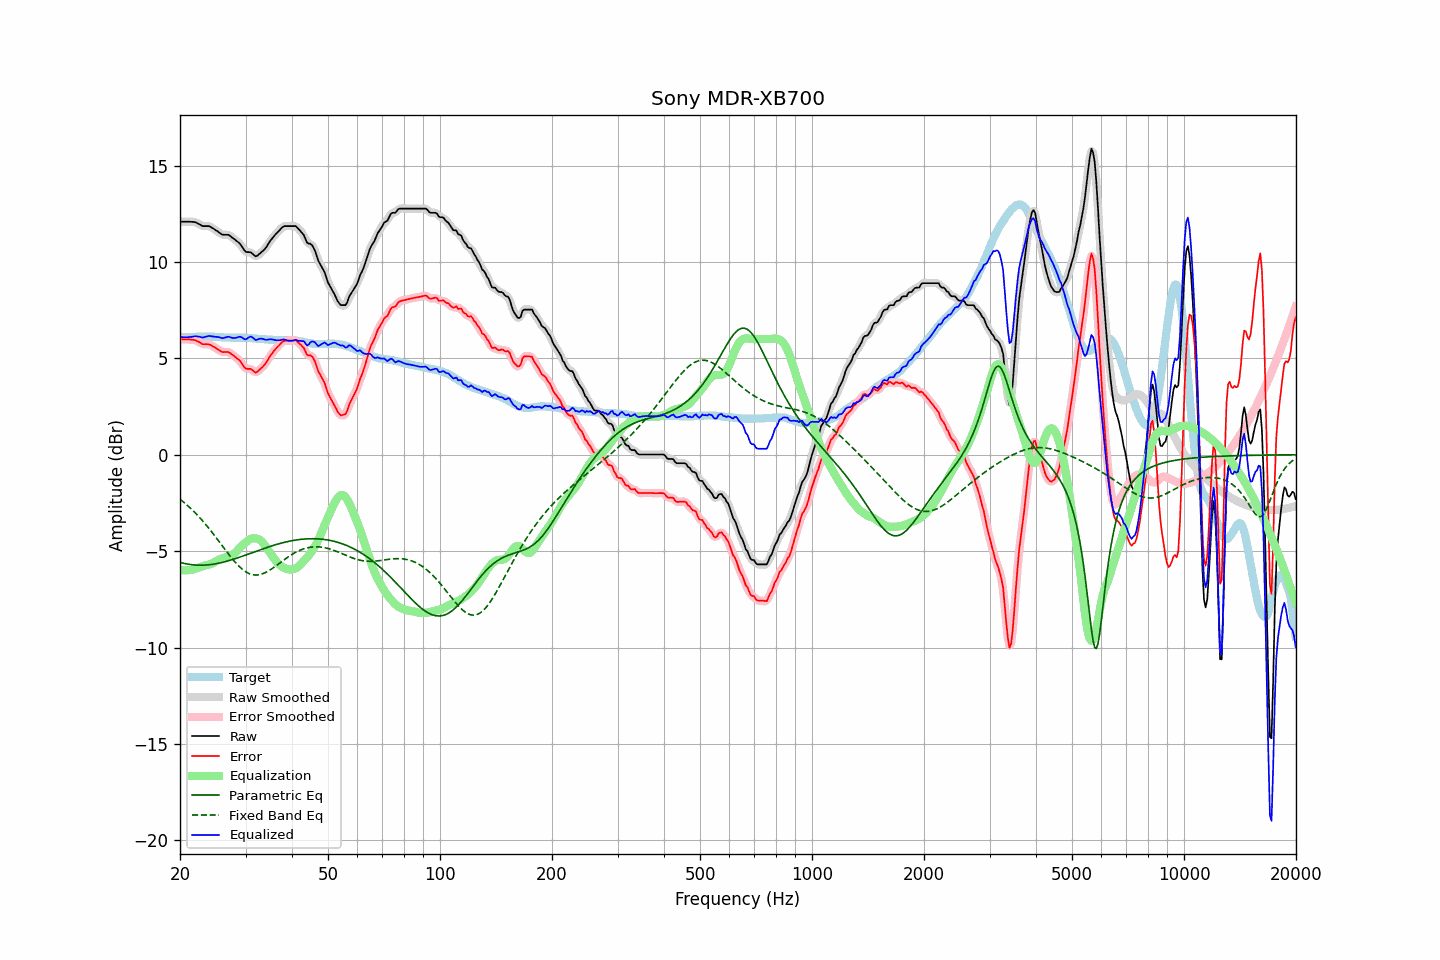 Sony MDR-XB700
Amplitude (dBr)
15
10
5
0
−5
−10
−15
−20
Target
Raw Smoothed
Error Smoothed
Raw
Error
Equalization
Parametric Eq
Fixed Band Eq
Equalized
20 50 100 200 500 1000 2000 5000 10000 20000
Frequency (Hz)